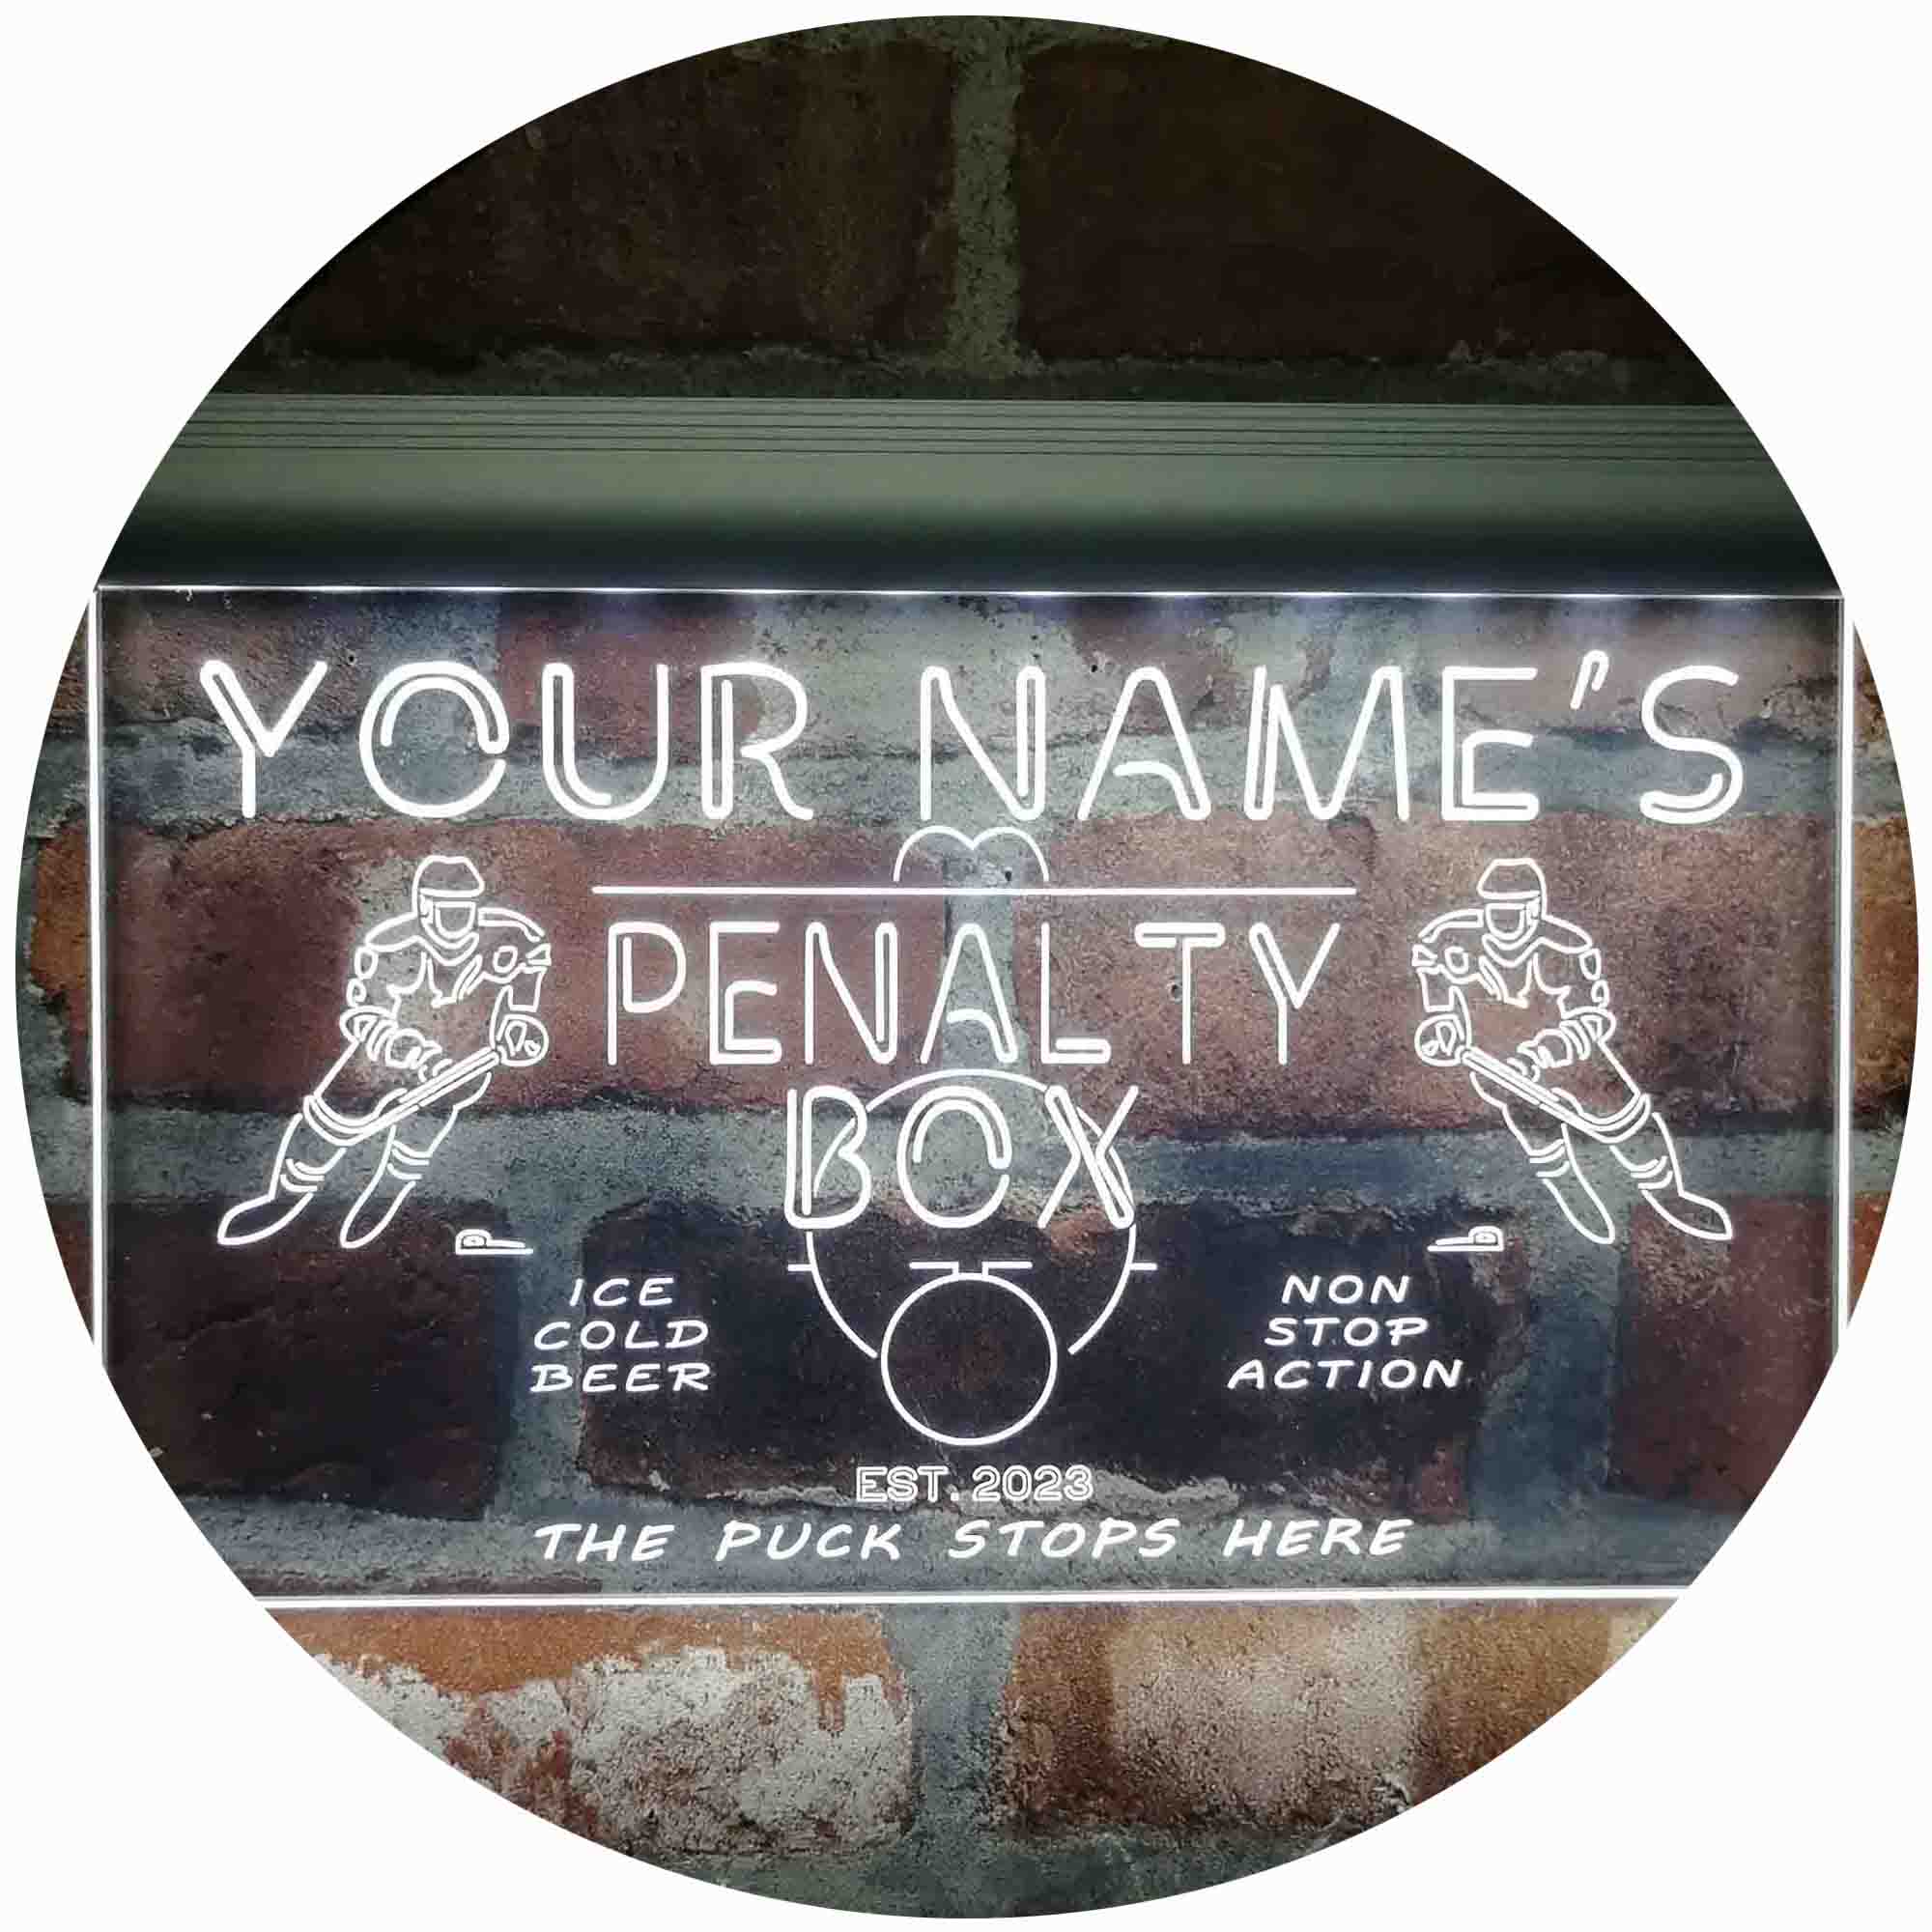 YOUR NAME'S
PENALTY
BOX
ICE
COLD
BEER
NON
STOP
ACTION
EST. 2023
THE PUCK STOPS HERE